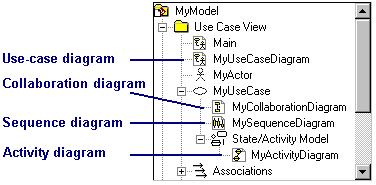 MyModel
Use Case View
Main
Use-case diagram
MyUseCaseDiagram
MyActor
Collaboration diagram
MyUseCase
MyCollaborationDiagram
Sequence diagram
MySequenceDiagram
State/Activity Model
Activity diagram
MyActivityDiagram
Associations